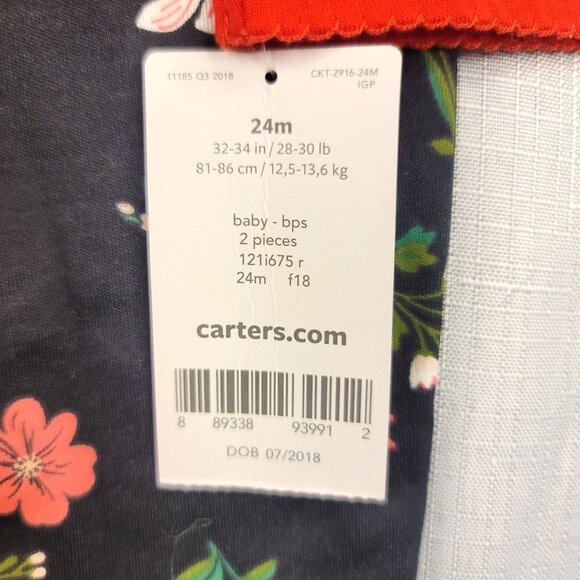 11185 Q3 2018
CKT-2916-24M
IGP
24m
32-34 in / 28-30 lb
81-86 cm / 12,5-13,6 kg
baby - bps
2 pieces
121i675 r
24m f18
carters.com
8 89338 93991 2
DOB 07/2018